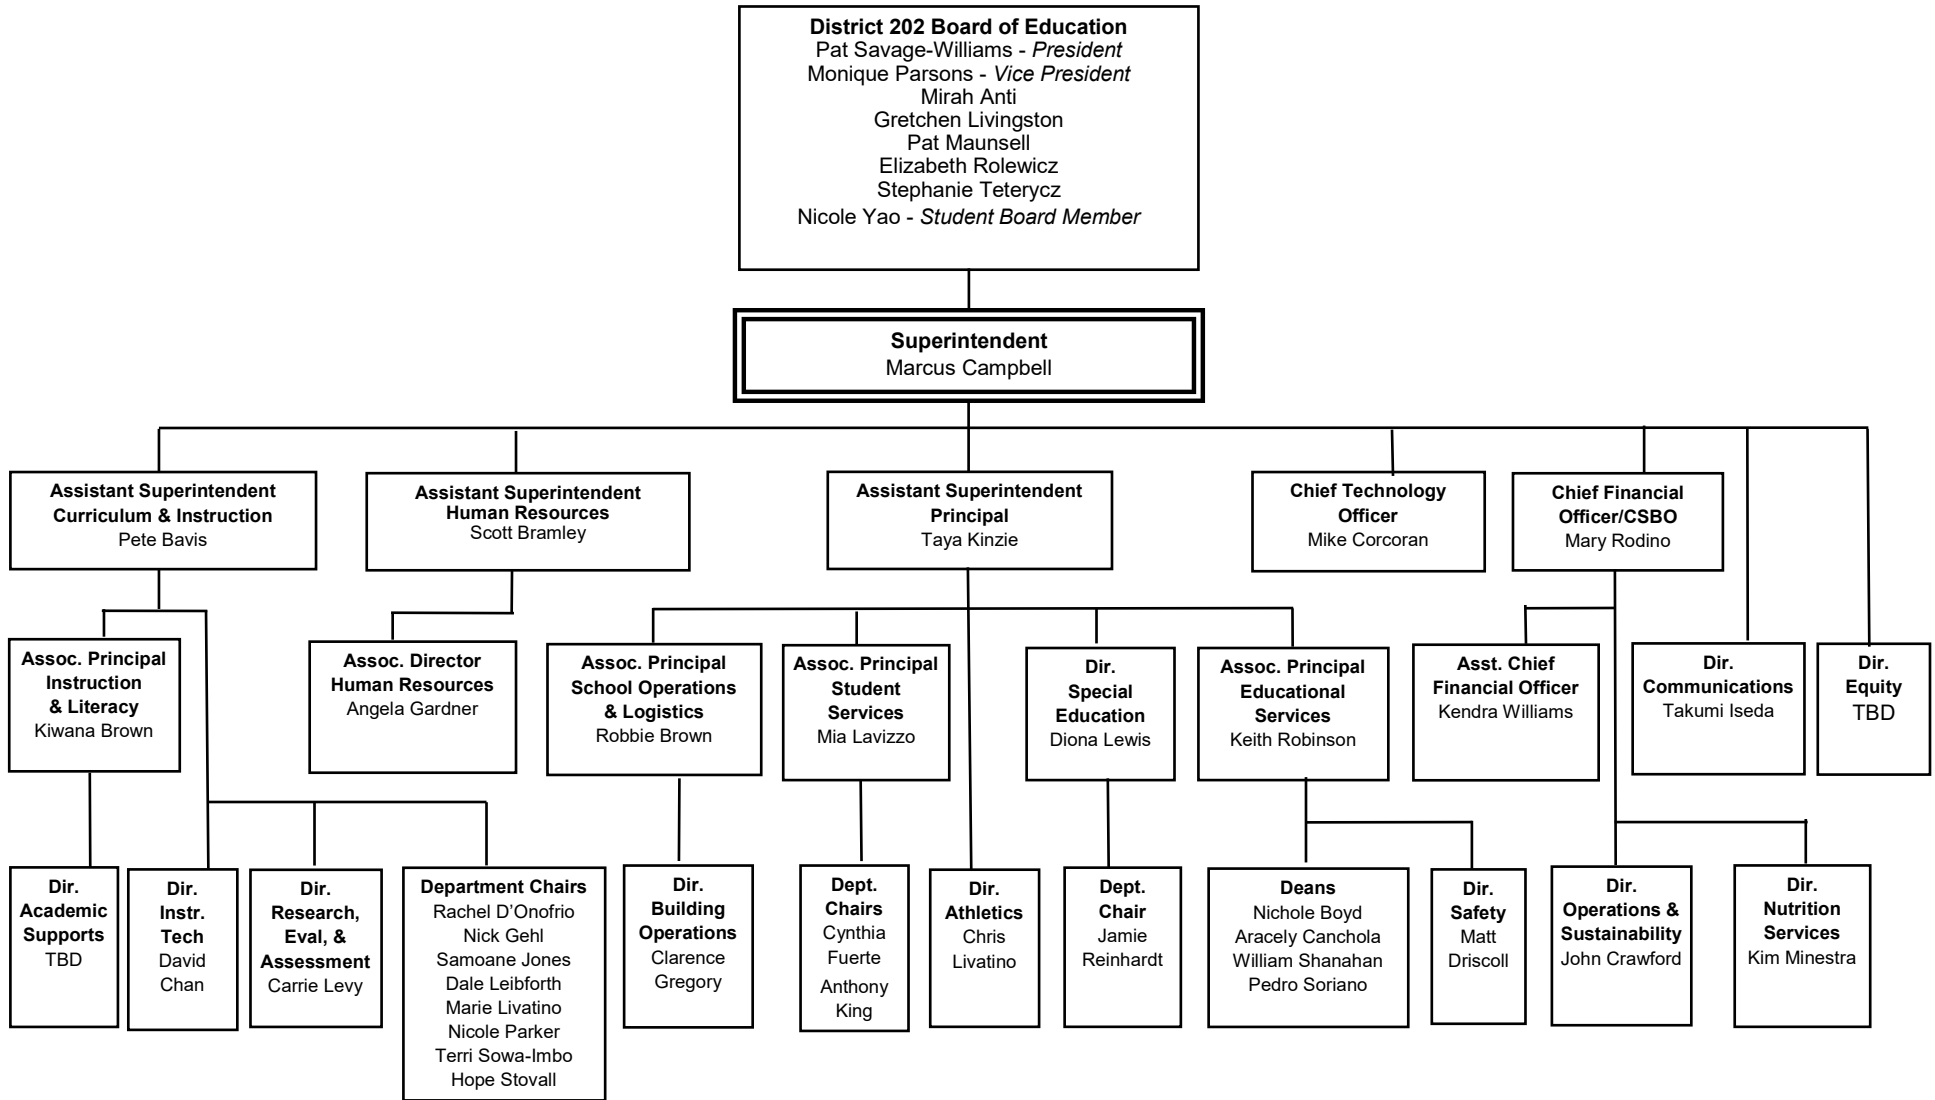 District 202 Board of Education
Pat Savage-Williams - President
Monique Parsons - Vice President
Mirah Anti
Gretchen Livingston
Pat Maunsell
Elizabeth Rolewicz
Stephanie Teterycz
Nicole Yao - Student Board Member
Superintendent
Marcus Campbell
Assistant Superintendent
Curriculum & Instruction
Pete Bavis
Assistant Superintendent
Human Resources
Scott Bramley
Assistant Superintendent
Principal
Taya Kinzie
Chief Technology
Officer
Mike Corcoran
Chief Financial
Officer/CSBO
Mary Rodino
Assoc. Principal
Instruction
& Literacy
Kiwana Brown
Assoc. Director
Human Resources
Angela Gardner
Assoc. Principal
School Operations
& Logistics
Robbie Brown
Assoc. Principal
Student
Services
Mia Lavizzo
Dir.
Special
Education
Diona Lewis
Assoc. Principal
Educational
Services
Keith Robinson
Asst. Chief
Financial Officer
Kendra Williams
Dir.
Communications
Takumi Iseda
Dir.
Equity
TBD
Dir.
Academic
Supports
TBD
Dir.
Instr.
Tech
David
Chan
Dir.
Research,
Eval, &
Assessment
Carrie Levy
Department Chairs
Rachel D’Onofrio
Nick Gehl
Samoane Jones
Dale Leibforth
Marie Livatino
Nicole Parker
Terri Sowa-Imbo
Hope Stovall
Dir.
Building
Operations
Clarence
Gregory
Dept.
Chairs
Cynthia
Fuerte
Anthony
King
Dir.
Athletics
Chris
Livatino
Dept.
Chair
Jamie
Reinhardt
Deans
Nichole Boyd
Aracely Canchola
William Shanahan
Pedro Soriano
Dir.
Safety
Matt
Driscoll
Dir.
Operations &
Sustainability
John Crawford
Dir.
Nutrition
Services
Kim Minestra